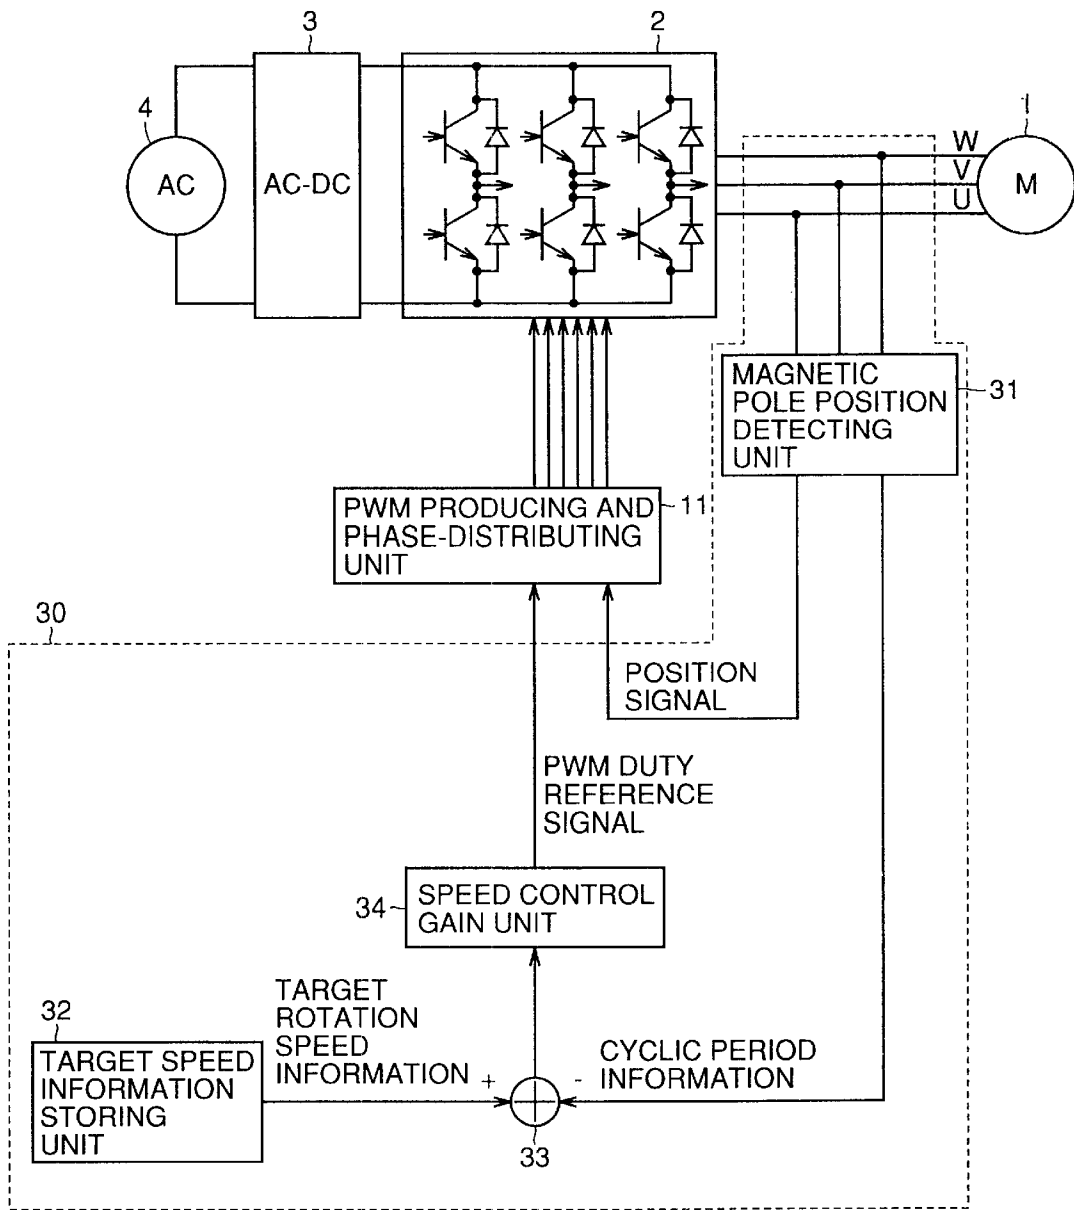 3
2
4
1
AC
AC-DC
W
V
U
M
MAGNETIC
POLE POSITION
DETECTING
UNIT
31
PWM PRODUCING AND
PHASE-DISTRIBUTING
UNIT
11
30
POSITION
SIGNAL
PWM DUTY
REFERENCE
SIGNAL
34
SPEED CONTROL
GAIN UNIT
32
TARGET SPEED
INFORMATION
STORING
UNIT
TARGET
ROTATION
SPEED
INFORMATION
+
-
CYCLIC PERIOD
INFORMATION
33